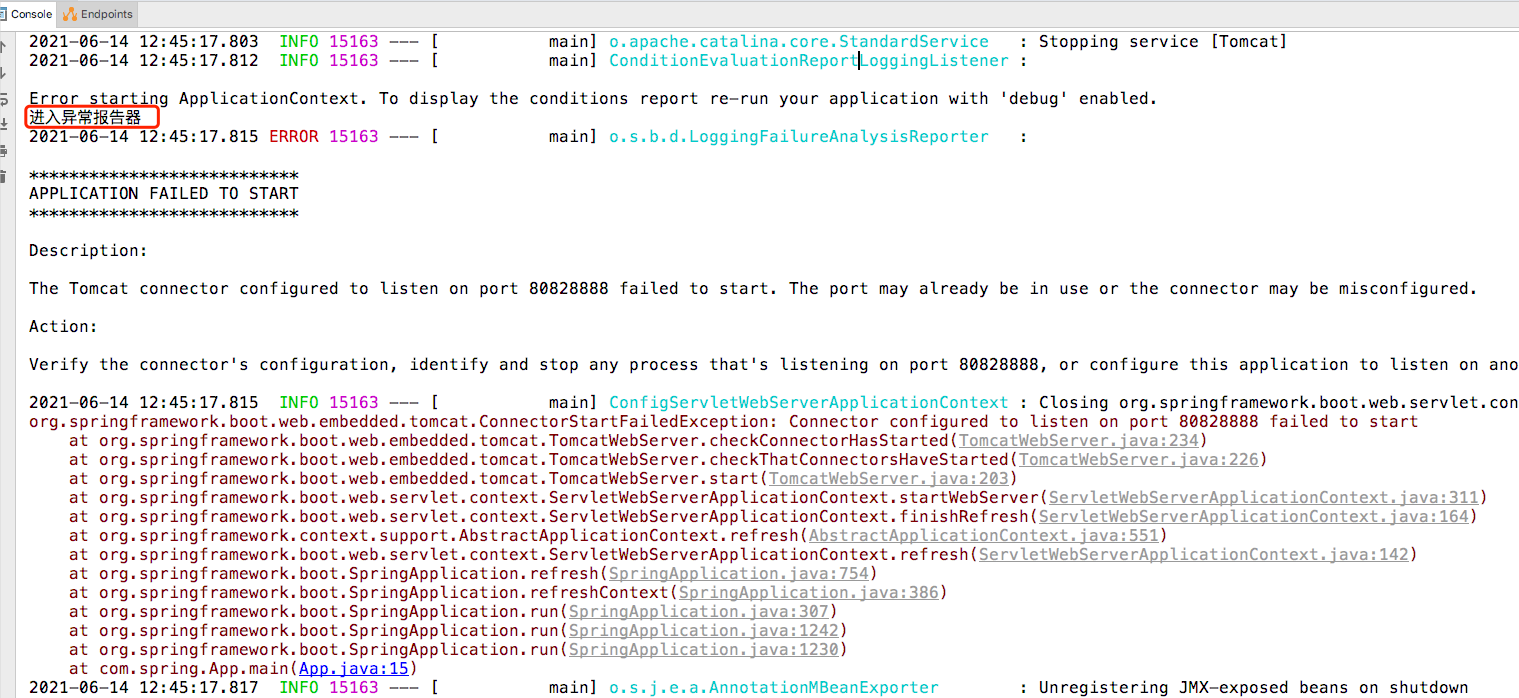 Console Endpoints
2021-06-14 12:45:17.803  INFO 15163 --- [           main] o.apache.catalina.core.StandardService   : Stopping service [Tomcat]
2021-06-14 12:45:17.812  INFO 15163 --- [           main] ConditionEvaluationReportLoggingListener :
Error starting ApplicationContext. To display the conditions report re-run your application with 'debug' enabled.
进入异常报告器
2021-06-14 12:45:17.815 ERROR 15163 --- [           main] o.s.b.d.LoggingFailureAnalysisReporter   :
***************************
APPLICATION FAILED TO START
***************************
Description:
The Tomcat connector configured to listen on port 80828888 failed to start. The port may already be in use or the connector may be misconfigured.
Action:
Verify the connector's configuration, identify and stop any process that's listening on port 80828888, or configure this application to listen on ano
2021-06-14 12:45:17.815  INFO 15163 --- [           main] ConfigServletWebServerApplicationContext : Closing org.springframework.boot.web.servlet.con
org.springframework.boot.web.embedded.tomcat.ConnectorStartFailedException: Connector configured to listen on port 80828888 failed to start
    at org.springframework.boot.web.embedded.tomcat.TomcatWebServer.checkConnectorHasStarted(TomcatWebServer.java:234)
    at org.springframework.boot.web.embedded.tomcat.TomcatWebServer.checkThatConnectorsHaveStarted(TomcatWebServer.java:226)
    at org.springframework.boot.web.embedded.tomcat.TomcatWebServer.start(TomcatWebServer.java:203)
    at org.springframework.boot.web.servlet.context.ServletWebServerApplicationContext.startWebServer(ServletWebServerApplicationContext.java:311)
    at org.springframework.boot.web.servlet.context.ServletWebServerApplicationContext.finishRefresh(ServletWebServerApplicationContext.java:164)
    at org.springframework.context.support.AbstractApplicationContext.refresh(AbstractApplicationContext.java:551)
    at org.springframework.boot.web.servlet.context.ServletWebServerApplicationContext.refresh(ServletWebServerApplicationContext.java:142)
    at org.springframework.boot.SpringApplication.refresh(SpringApplication.java:754)
    at org.springframework.boot.SpringApplication.refreshContext(SpringApplication.java:386)
    at org.springframework.boot.SpringApplication.run(SpringApplication.java:307)
    at org.springframework.boot.SpringApplication.run(SpringApplication.java:1242)
    at org.springframework.boot.SpringApplication.run(SpringApplication.java:1230)
    at com.spring.App.main(App.java:15)
2021-06-14 12:45:17.817  INFO 15163 --- [           main] o.s.j.e.a.AnnotationMBeanExporter        : Unregistering JMX-exposed beans on shutdown